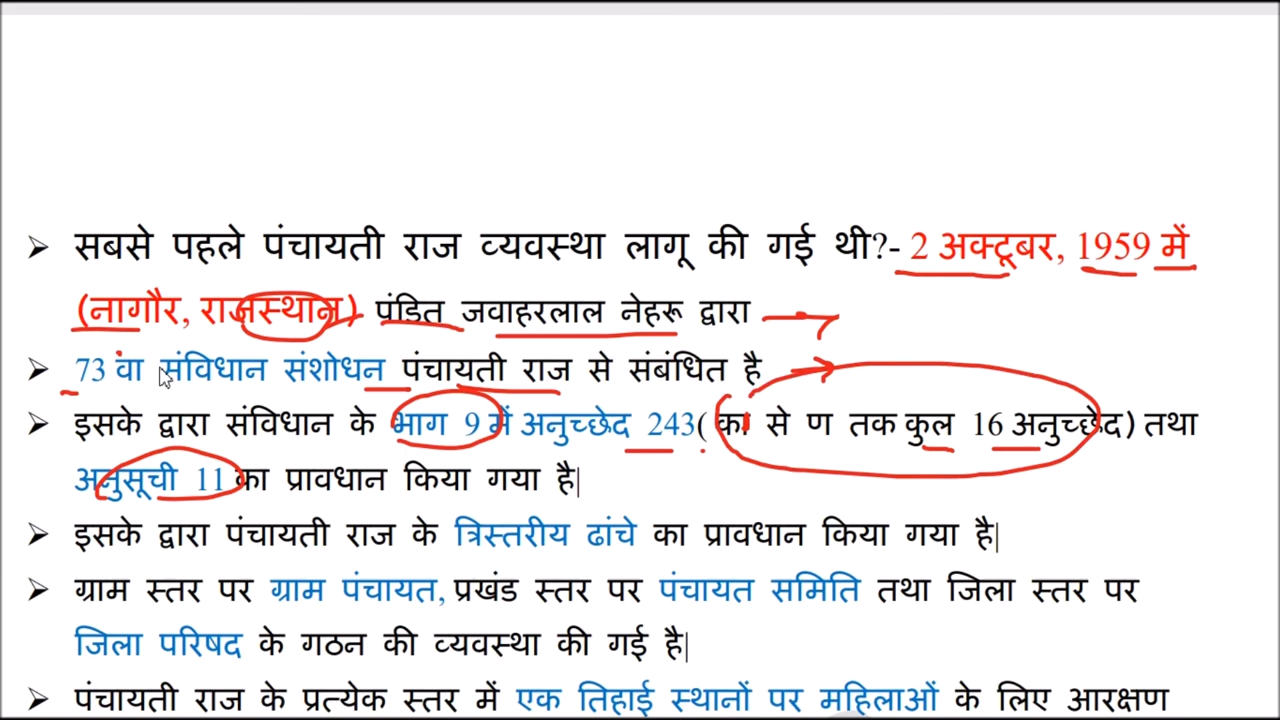 ➢ सबसे पहले पंचायती राज व्यवस्था लागू की गई थी?- 2 अक्टूबर, 1959 में
(नागौर, राजस्थान) पंडित जवाहरलाल नेहरू द्वारा
➢ 73 वा संविधान संशोधन पंचायती राज से संबंधित है
➢ इसके द्वारा संविधान के भाग 9 में अनुच्छेद 243( का से ण तक कुल 16 अनुच्छेद) तथा
अनुसूची 11 का प्रावधान किया गया है|
➢ इसके द्वारा पंचायती राज के त्रिस्तरीय ढांचे का प्रावधान किया गया है|
➢ ग्राम स्तर पर ग्राम पंचायत, प्रखंड स्तर पर पंचायत समिति तथा जिला स्तर पर
जिला परिषद के गठन की व्यवस्था की गई है|
➢ पंचायती राज के प्रत्येक स्तर में एक तिहाई स्थानों पर महिलाओं के लिए आरक्षण